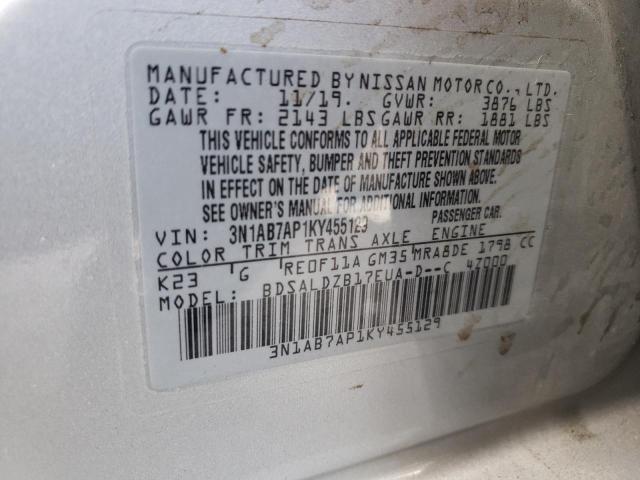 MANUFACTURED BY NISSAN MOTOR CO., LTD.
DATE: 11/19. GVWR: 3876 LBS
GAWR FR: 2143 LBS GAWR RR: 1881 LBS
THIS VEHICLE CONFORMS TO ALL APPLICABLE FEDERAL MOTOR
VEHICLE SAFETY, BUMPER AND THEFT PREVENTION STANDARDS
IN EFFECT ON THE DATE OF MANUFACTURE SHOWN ABOVE.
SEE OWNER'S MANUAL FOR ADDITIONAL INFORMATION.
VIN: 3N1AB7AP1KY455129 PASSENGER CAR.
COLOR TRIM TRANS AXLE ENGINE
K23 G RE0F11A GM35 MRA8DE 1798 CC
MODEL: BDSALDZB17EUA-D--C 47000
3N1AB7AP1KY455129